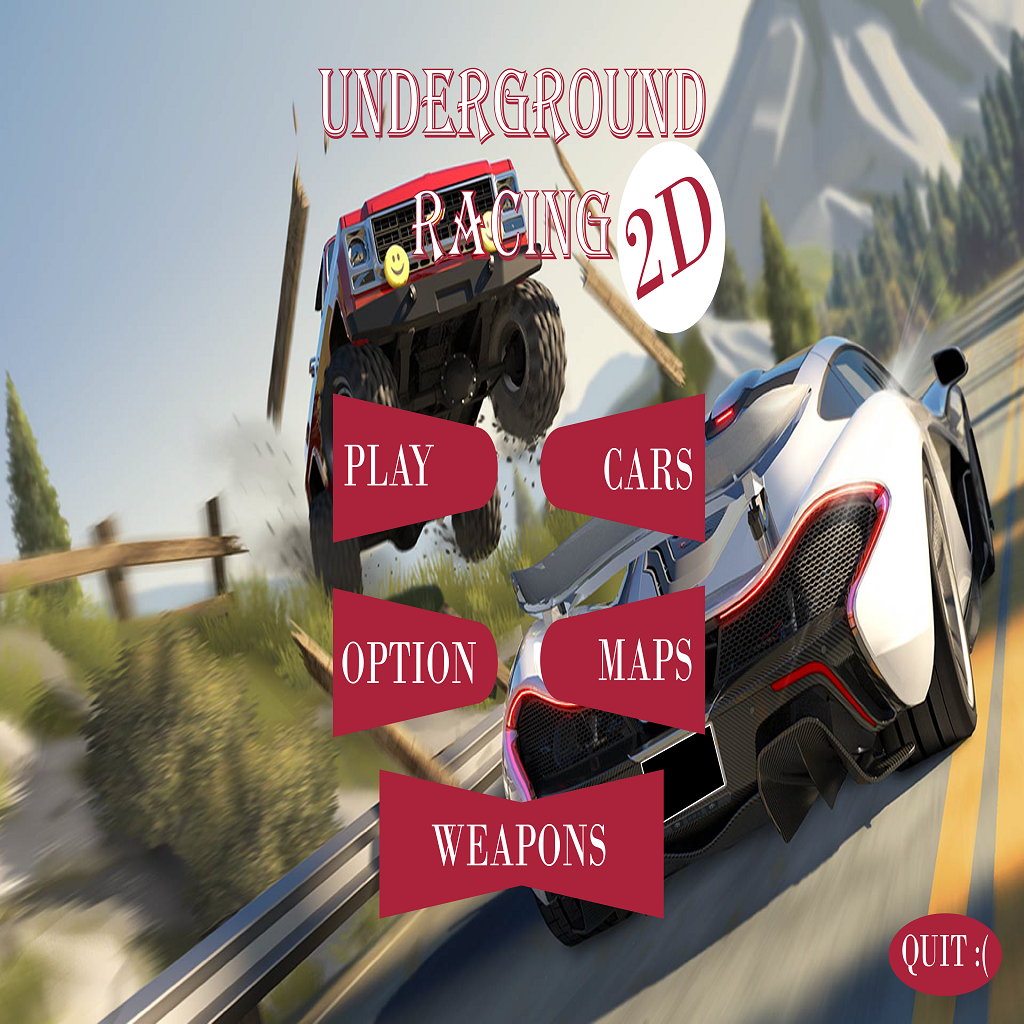 UNDERGROUND
RACING 2D
PLAY
CARS
OPTION
MAPS
WEAPONS
QUIT :(